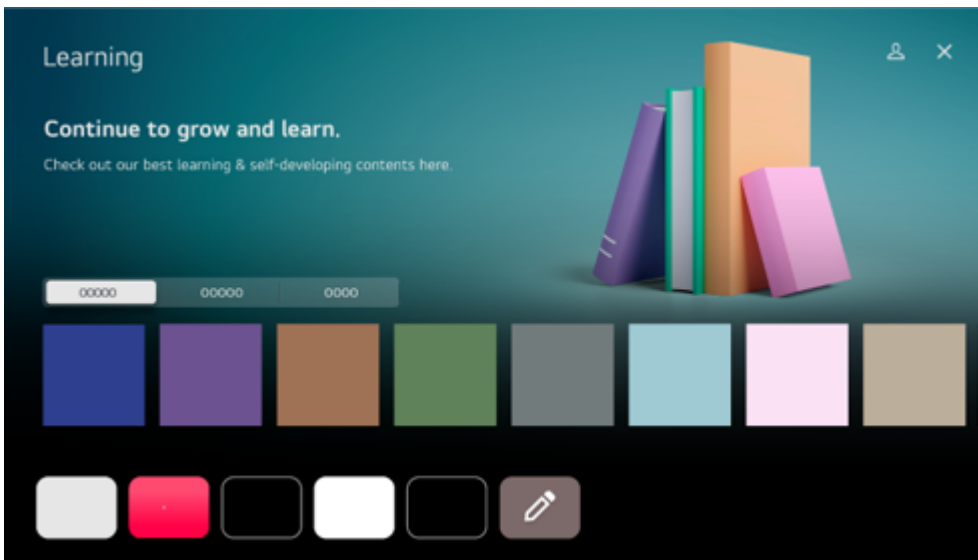 Learning
Continue to grow and learn.
Check out our best learning & self-developing contents here.
00000 00000 0000